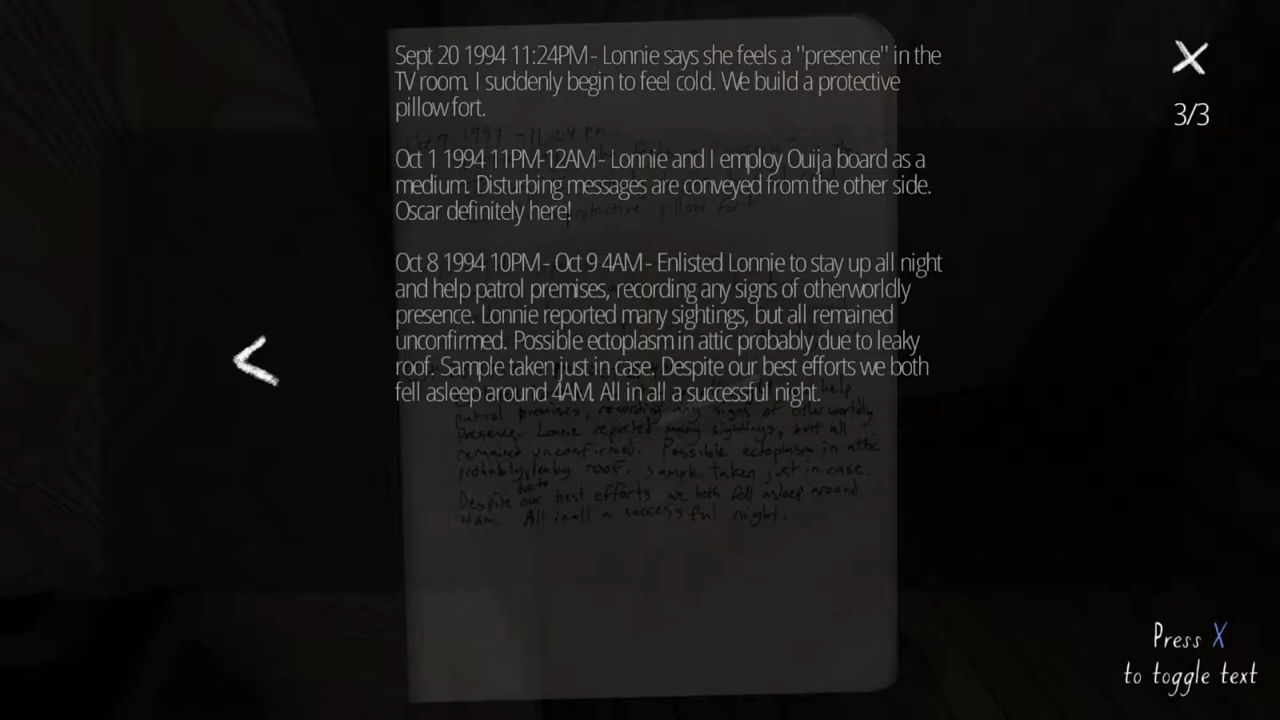 Sept 20 1994 11:24PM - Lonnie says she feels a "presence" in the
TV room. I suddenly begin to feel cold. We build a protective
pillow fort.
Oct 1 1994 11PM-12AM - Lonnie and I employ Ouija board as a
medium. Disturbing messages are conveyed from the other side.
Oscar definitely here!
Oct 8 1994 10PM - Oct 9 4AM - Enlisted Lonnie to stay up all night
and help patrol premises, recording any signs of otherworldly
presence. Lonnie reported many sightings, but all remained
unconfirmed. Possible ectoplasm in attic probably due to leaky
roof. Sample taken just in case. Despite our best efforts we both
fell asleep around 4AM. All in all a successful night.
help
patrol premises, recording any signs of otherworldly
presence. Lonnie reported many sightings, but all
remained unconfirmed. Possible ectoplasm in attic
probably due to leaky roof. Sample taken just in case.
Despite our best efforts we both fell asleep around
4AM. All in all a successful night.
3/3
Press X
to toggle text